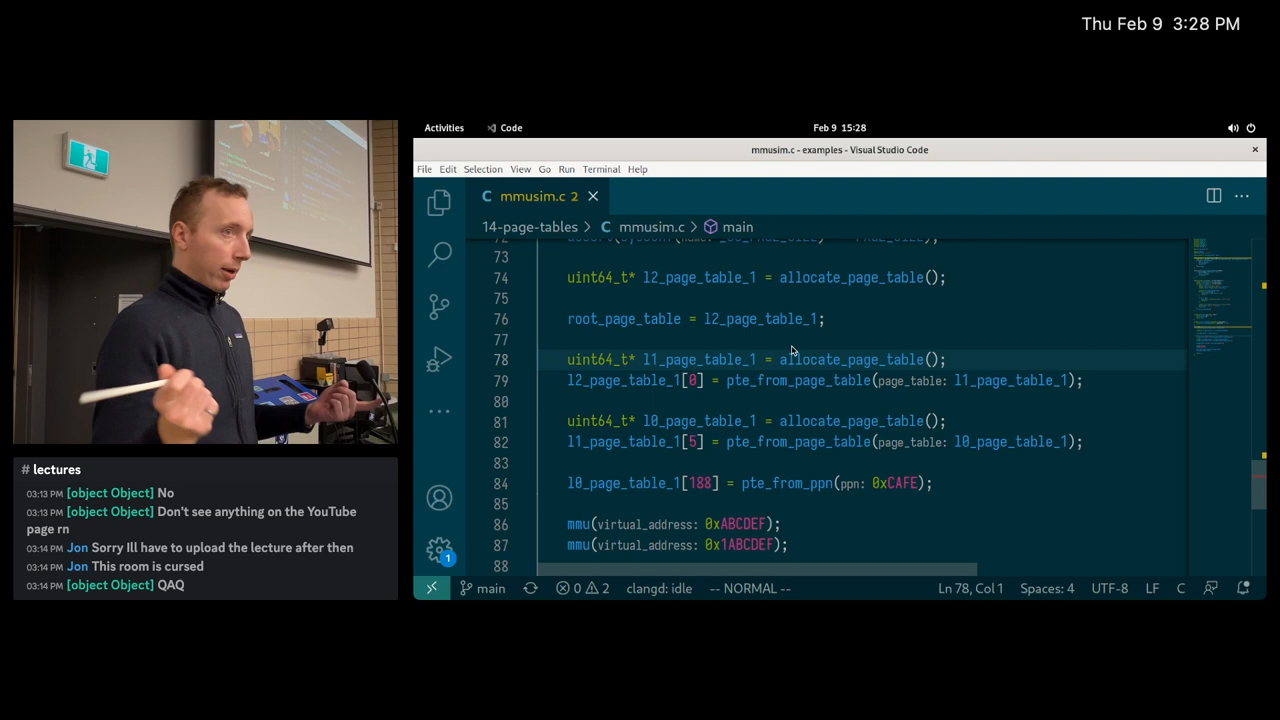 Thu Feb 9 3:28 PM
Activities
Code
Feb 9 15:28
mmusim.c - examples - Visual Studio Code
File Edit Selection View Go Run Terminal Help
C mmusim.c 2
14-page-tables > C mmusim.c > main
72
73
74 uint64_t* l2_page_table_1 = allocate_page_table();
75
76 root_page_table = l2_page_table_1;
77
78 uint64_t* l1_page_table_1 = allocate_page_table();
79 l2_page_table_1[0] = pte_from_page_table(page_table: l1_page_table_1);
80
81 uint64_t* l0_page_table_1 = allocate_page_table();
82 l1_page_table_1[5] = pte_from_page_table(page_table: l0_page_table_1);
83
84 l0_page_table_1[188] = pte_from_ppn(ppn: 0xCAFE);
85
86 mmu(virtual_address: 0xABCDEF);
87 mmu(virtual_address: 0x1ABCDEF);
88
1
main 0 2 clangd: idle -- NORMAL -- Ln 78, Col 1 Spaces: 4 UTF-8 LF C
# lectures
03:13 PM [object Object] No
03:13 PM [object Object] Don't see anything on the YouTube
page rn
03:14 PM Jon Sorry Ill have to upload the lecture after then
03:14 PM Jon This room is cursed
03:14 PM [object Object] QAQ